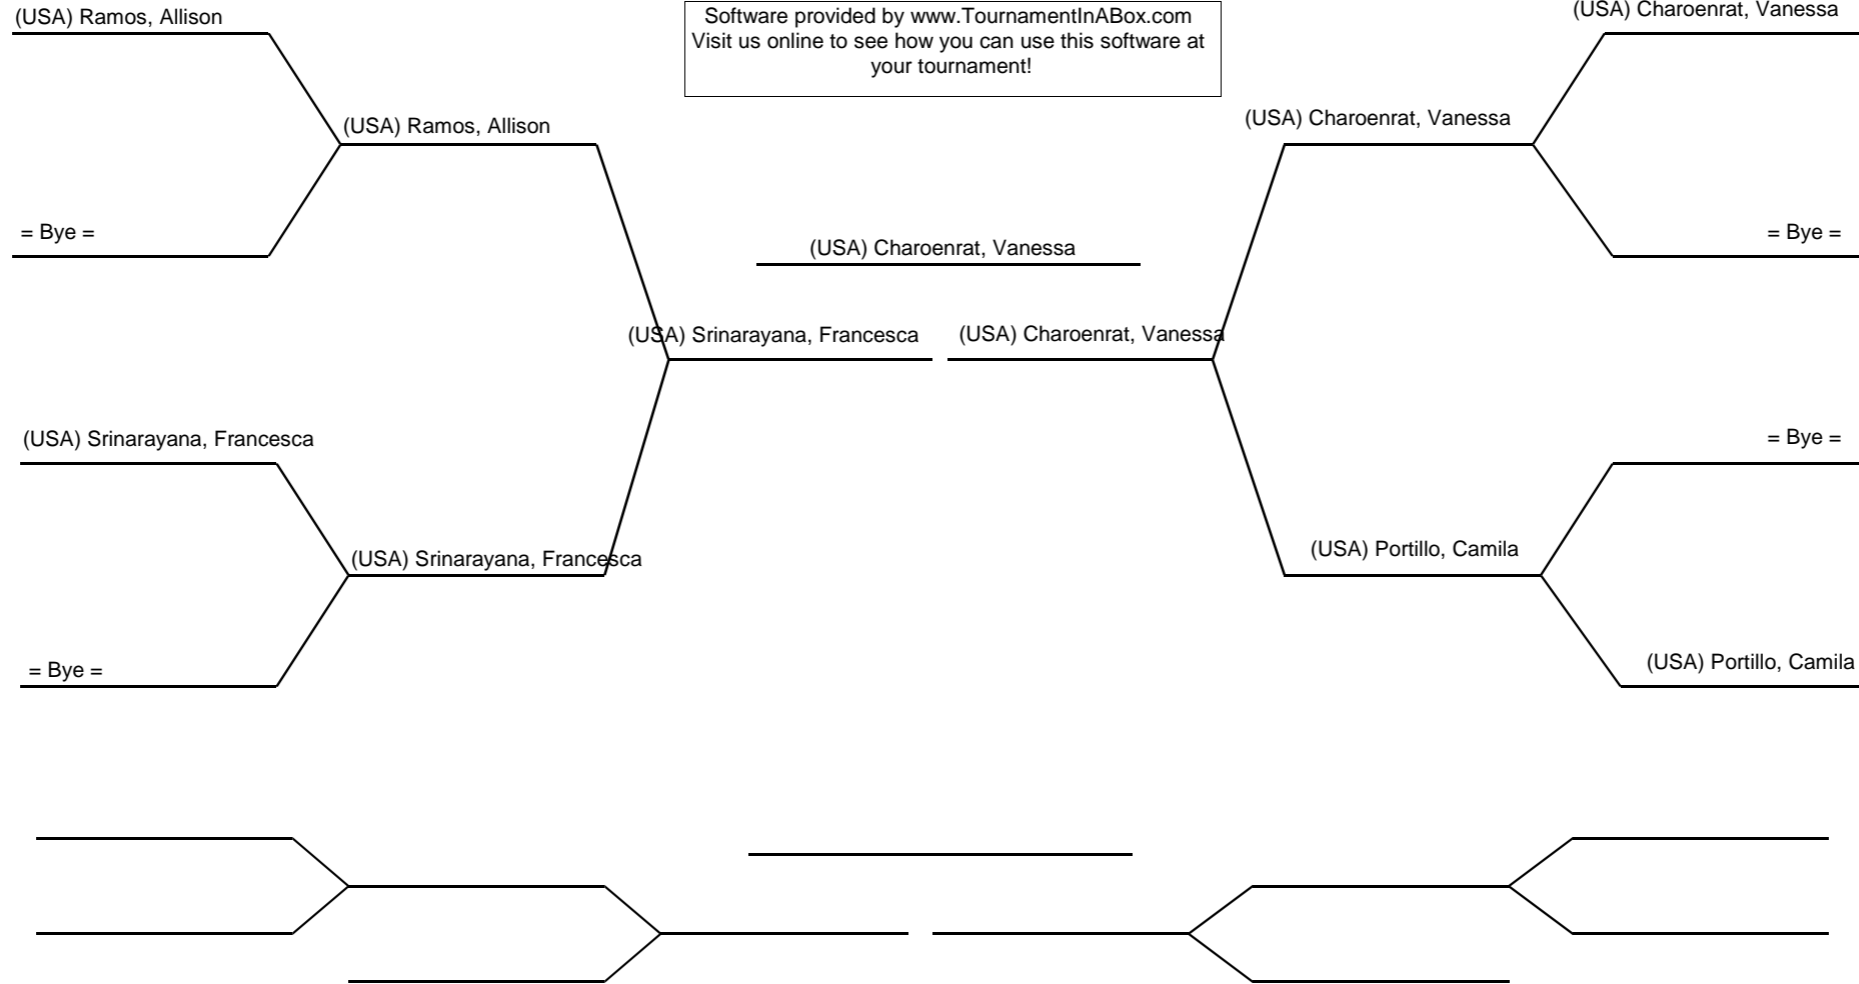 (USA) Ramos, Allison
Software provided by www.TournamentInABox.com
Visit us online to see how you can use this software at
your tournament!
(USA) Charoenrat, Vanessa
(USA) Ramos, Allison
(USA) Charoenrat, Vanessa
= Bye =
= Bye =
(USA) Charoenrat, Vanessa
(USA) Srinarayana, Francesca
(USA) Charoenrat, Vanessa
(USA) Srinarayana, Francesca
= Bye =
(USA) Srinarayana, Francesca
(USA) Portillo, Camila
= Bye =
(USA) Portillo, Camila